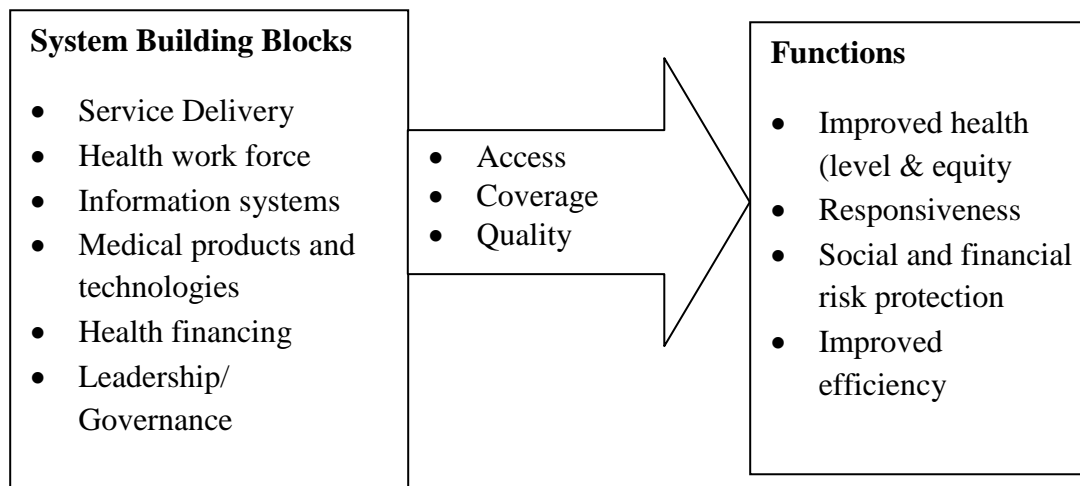 System Building Blocks
• Service Delivery
• Health work force
• Information systems
• Medical products and
technologies
• Health financing
• Leadership/
Governance
• Access
• Coverage
• Quality
Functions
• Improved health
(level & equity
• Responsiveness
• Social and financial
risk protection
• Improved
efficiency